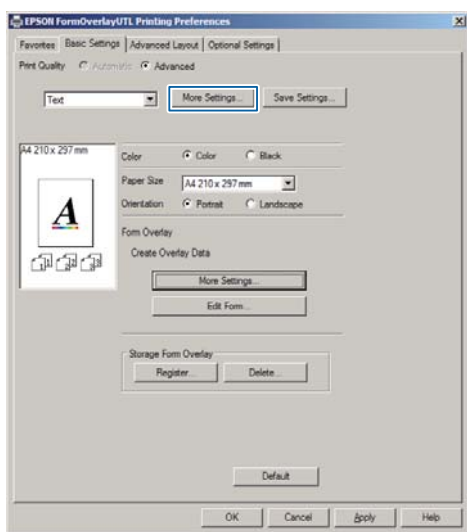 EPSON FormOverlayUTL Printing Preferences
Favorites Basic Settings Advanced Layout Optional Settings
Print Quality Automatic Advanced
Text More Settings... Save Settings...
A4 210 x 297 mm
Color Color Black
Paper Size A4 210 x 297 mm
Orientation Portrait Landscape
A
Form Overlay
Create Overlay Data
More Settings...
Edit Form...
Storage Form Overlay
Register... Delete...
Default
OK Cancel Apply Help